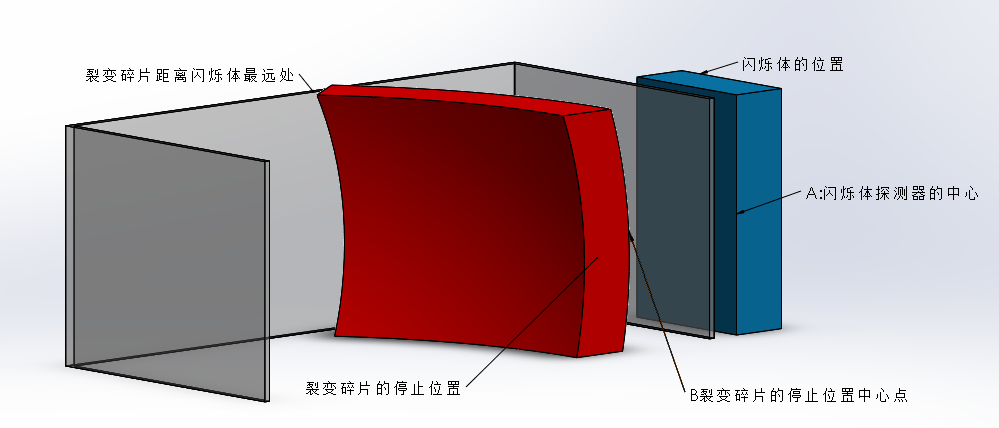 闪烁体的位置
裂变碎片距离闪烁体最远处
A:闪烁体探测器的中心
裂变碎片的停止位置
B裂变碎片的停止位置中心点